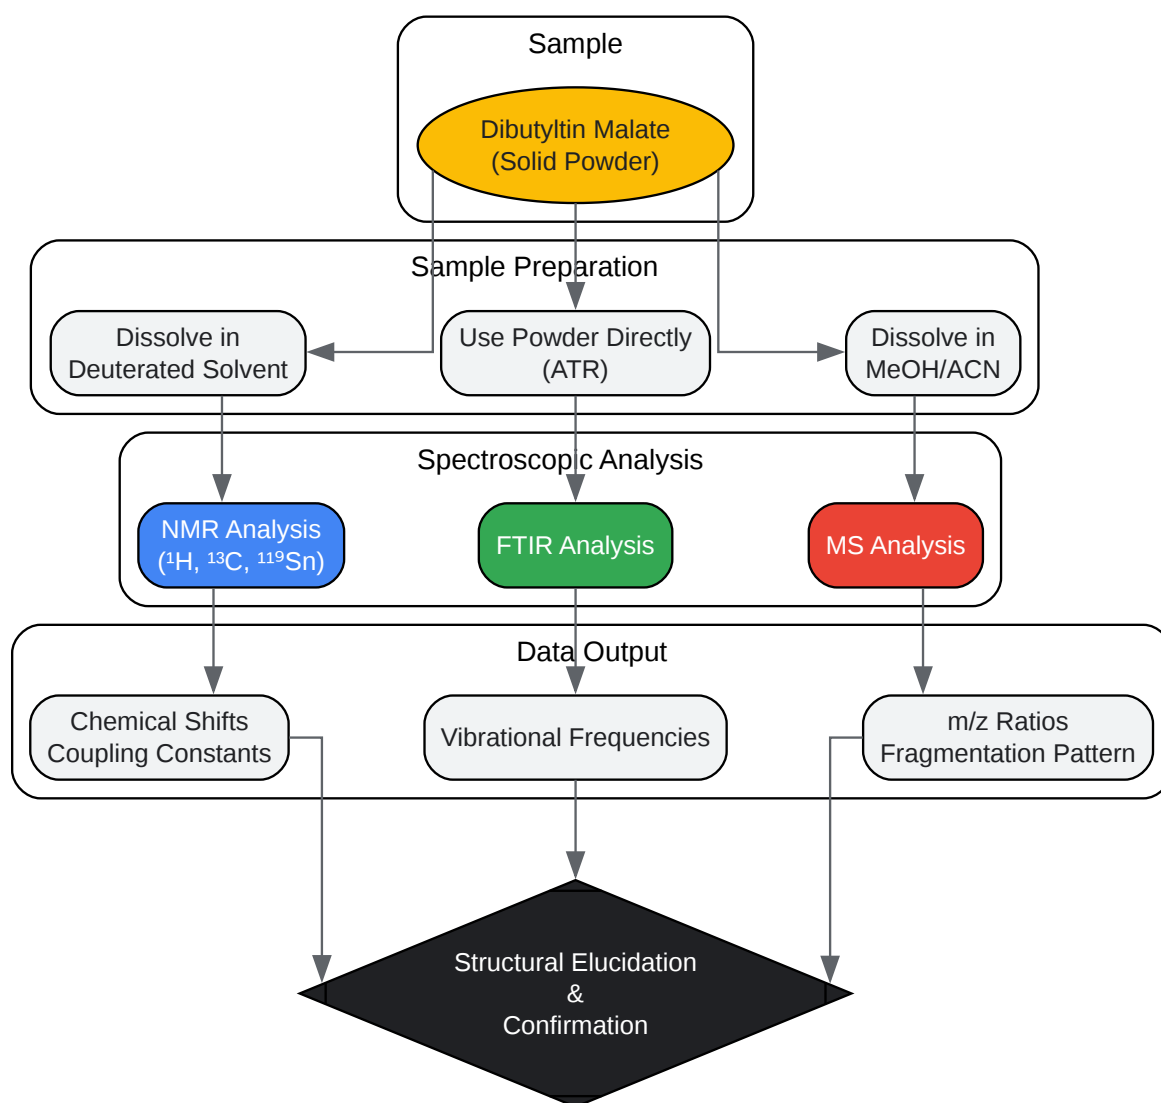 Sample
Dibutyltin Malate
(Solid Powder)
Sample Preparation
Dissolve in
Deuterated Solvent
Use Powder Directly
(ATR)
Dissolve in
MeOH/ACN
Spectroscopic Analysis
NMR Analysis
(¹H, ¹³C, ¹¹⁹Sn)
FTIR Analysis
MS Analysis
Data Output
Chemical Shifts
Coupling Constants
Vibrational Frequencies
m/z Ratios
Fragmentation Pattern
Structural Elucidation
&
Confirmation